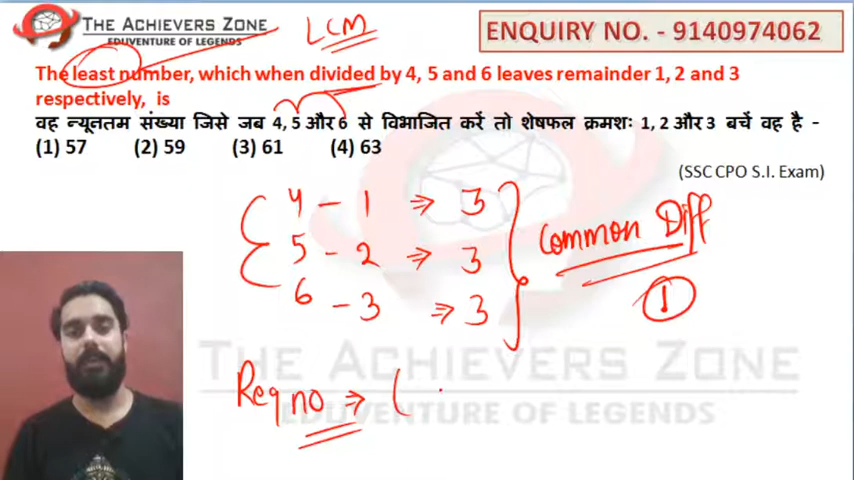 THE ACHIEVERS ZONE
EDUVENTURE OF LEGENDS
LCM
ENQUIRY NO. - 9140974062
The least number, which when divided by 4, 5 and 6 leaves remainder 1, 2 and 3
respectively, is
वह न्यूनतम संख्या जिसे जब 4, 5 और 6 से विभाजित करें तो शेषफल क्रमशः 1, 2 और 3 बचें वह है -
(1) 57 (2) 59 (3) 61 (4) 63
(SSC CPO S.I. Exam)
4 - 1 ⇒ 3
5 - 2 ⇒ 3
6 - 3 ⇒ 3
Common Diff
1
THE ACHIEVERS ZONE
EDUVENTURE OF LEGENDS
Req no ⇒ (